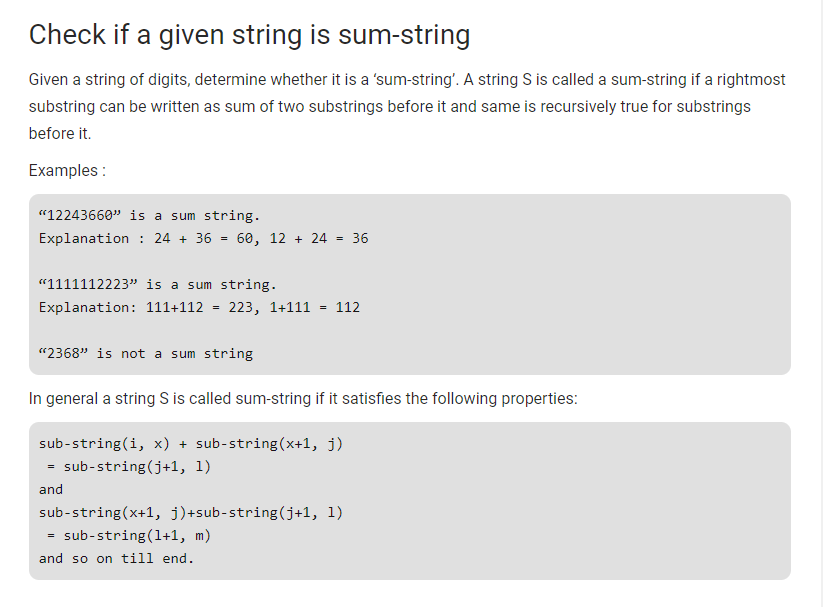 Check if a given string is sum-string
Given a string of digits, determine whether it is a ‘sum-string’. A string S is called a sum-string if a rightmost
substring can be written as sum of two substrings before it and same is recursively true for substrings
before it.
Examples :
“12243660” is a sum string.
Explanation : 24 + 36 = 60, 12 + 24 = 36
“1111112223” is a sum string.
Explanation: 111+112 = 223, 1+111 = 112
“2368” is not a sum string
In general a string S is called sum-string if it satisfies the following properties:
sub-string(i, x) + sub-string(x+1, j)
= sub-string(j+1, l)
and
sub-string(x+1, j)+sub-string(j+1, l)
= sub-string(l+1, m)
and so on till end.